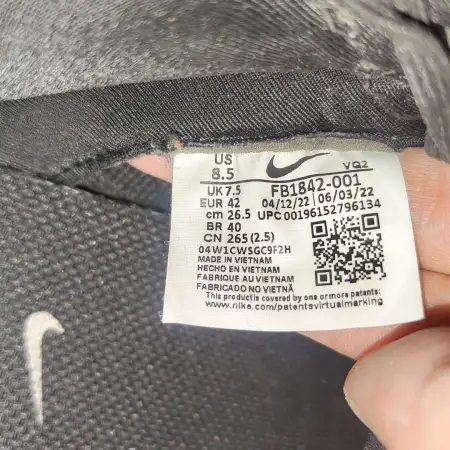 US
8.5
VQ2
UK 7.5 FB1842-001
EUR 42 04/12/22 06/03/22
cm 26.5 UPC 00196152796134
BR 40
CN 265 (2.5)
04W1CWSGC9F2H
MADE IN VIETNAM
HECHO EN VIETNAM
FABRIQUE AU VIETNAM
FABRICADO NO VIETNÃ
This product is covered by one or more patents
www.nike.com/patentsvirtualmarking